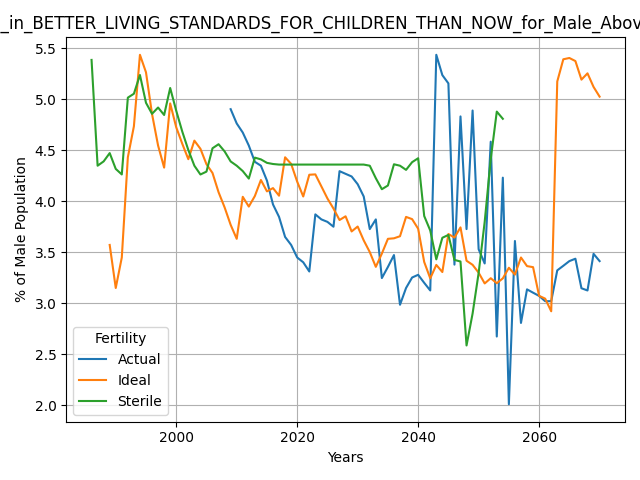 _in_BETTER_LIVING_STANDARDS_FOR_CHILDREN_THAN_NOW_for_Male_Abov
5.5
5.0
4.5
4.0
3.5
3.0
2.5
2.0
% of Male Population
Fertility
Actual
Ideal
Sterile
2000 2020 2040 2060
Years